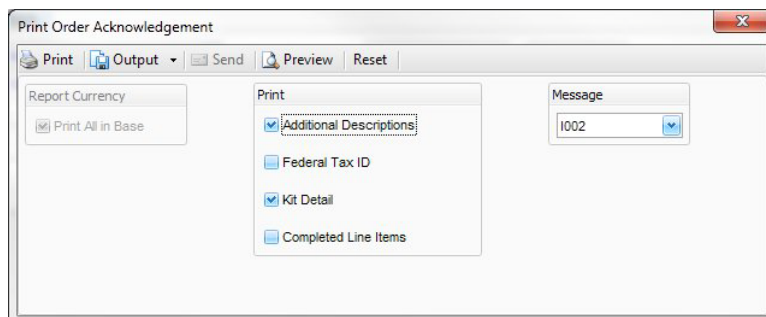 Print Order Acknowledgement
Print Output Send Preview Reset
Report Currency
Print All in Base
Print
Additional Descriptions
Federal Tax ID
Kit Detail
Completed Line Items
Message
I002